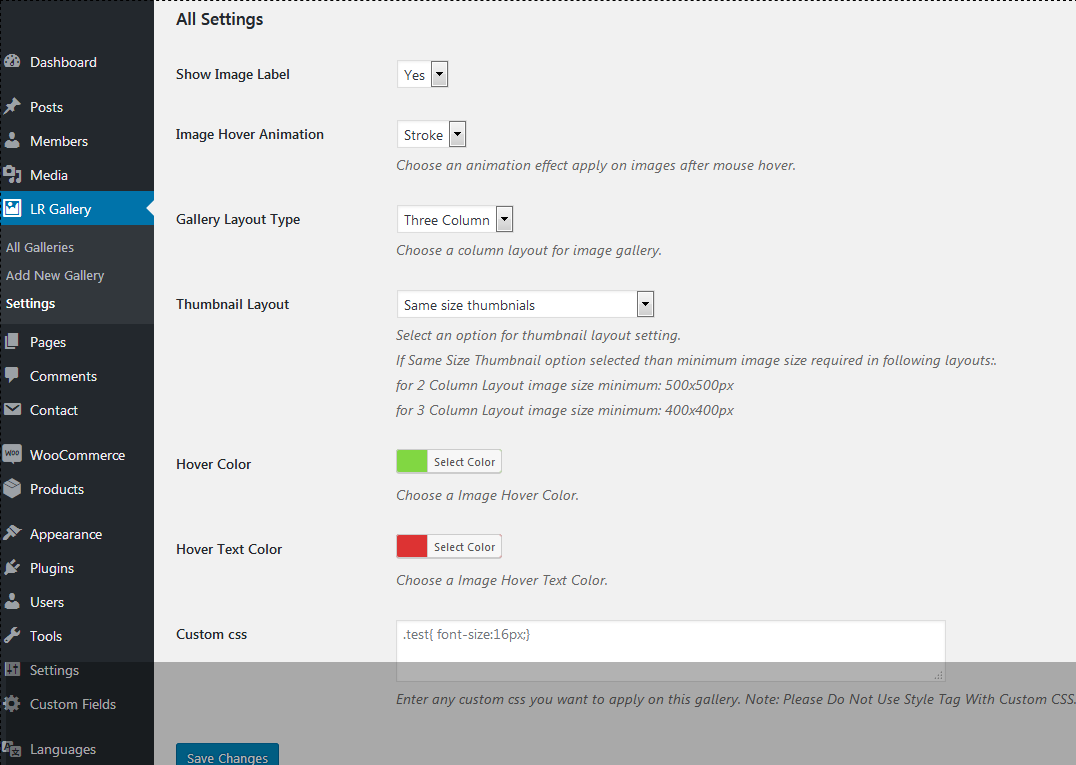 All Settings
Dashboard
Posts
Members
Media
LR Gallery
All Galleries
Add New Gallery
Settings
Pages
Comments
Contact
WOO
WooCommerce
Products
Appearance
Plugins
Users
Tools
Settings
Custom Fields
Languages
Show Image Label
Yes
Image Hover Animation
Stroke
Choose an animation effect apply on images after mouse hover.
Gallery Layout Type
Three Column
Choose a column layout for image gallery.
Thumbnail Layout
Same size thumbnials
Select an option for thumbnail layout setting.
If Same Size Thumbnail option selected than minimum image size required in following layouts:.
for 2 Column Layout image size minimum: 500x500px
for 3 Column Layout image size minimum: 400x400px
Hover Color
Select Color
Choose a Image Hover Color.
Hover Text Color
Select Color
Choose a Image Hover Text Color.
Custom css
.test{ font-size:16px;}
Enter any custom css you want to apply on this gallery. Note: Please Do Not Use Style Tag With Custom CSS.
Save Changes